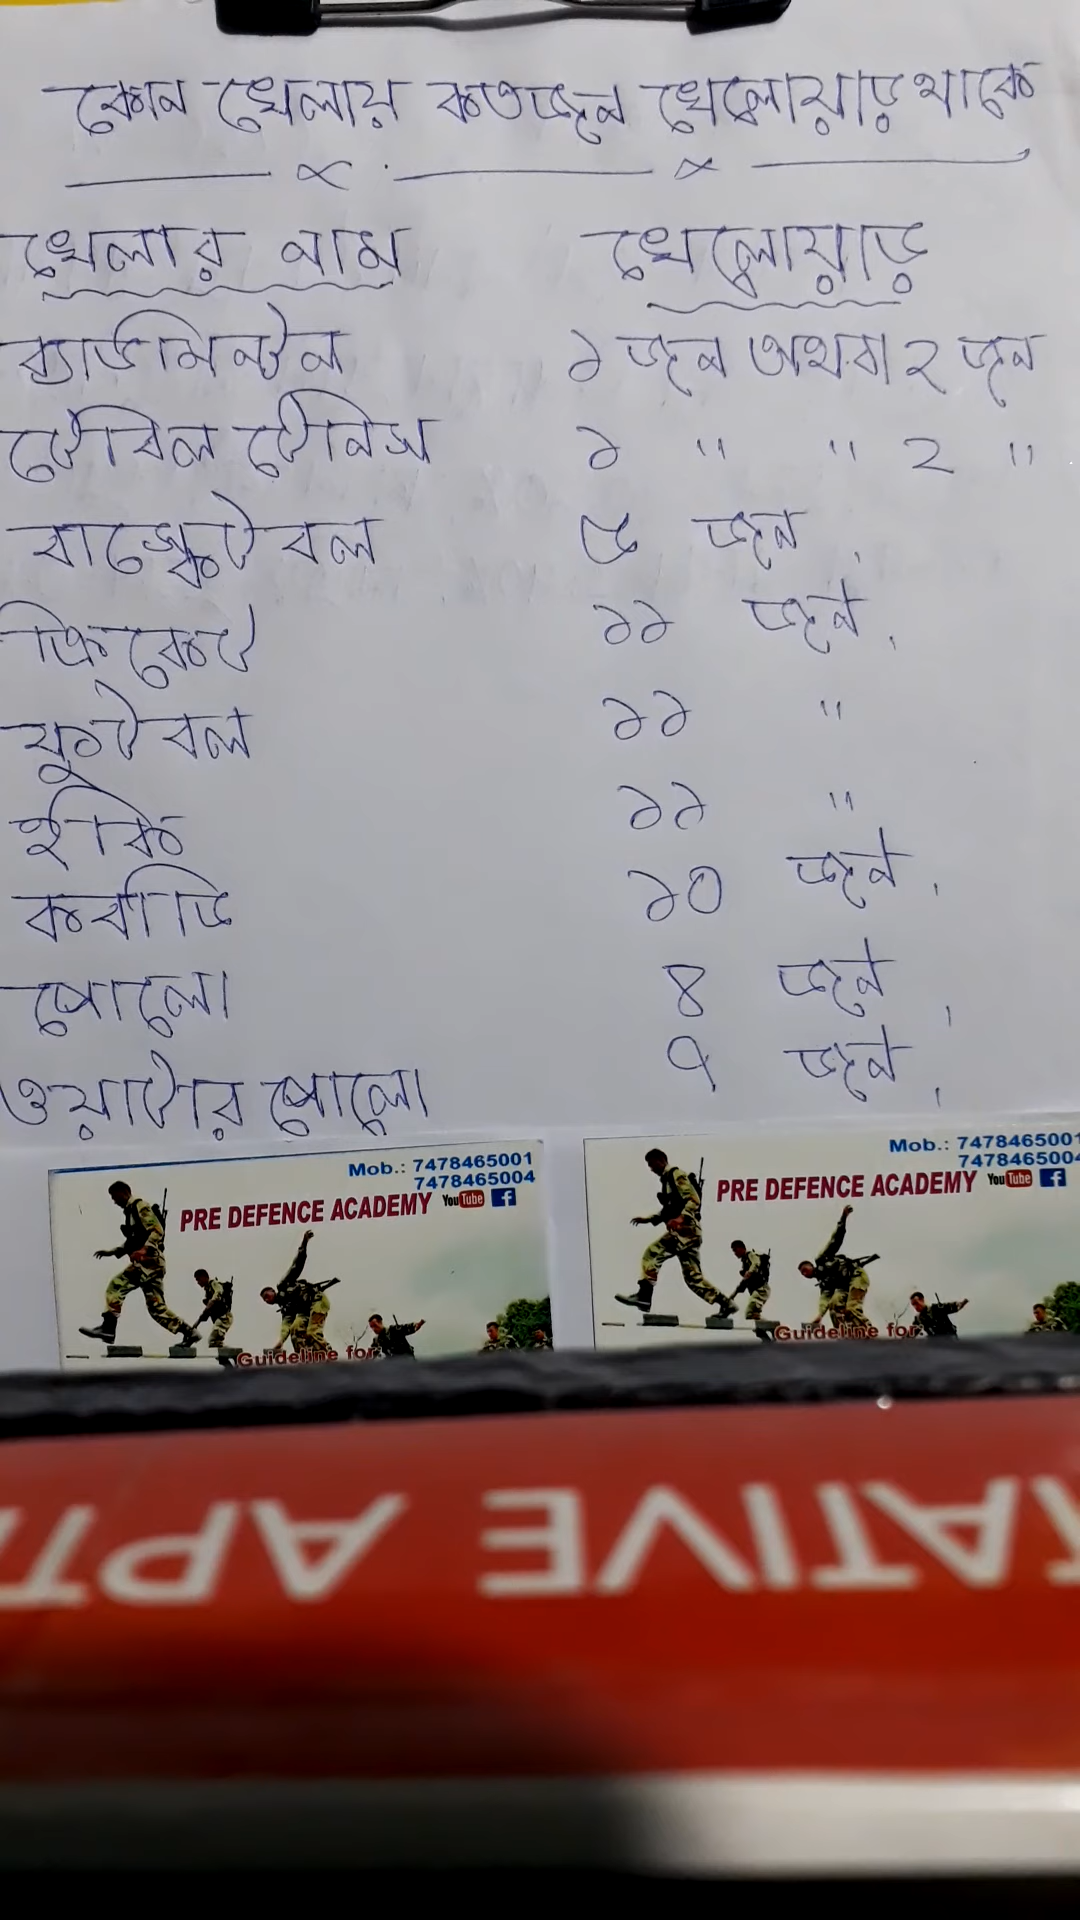 কোন খেলায় কতজন খেলোয়াড় থাকে
খেলার নাম খেলোয়াড়
ব্যাডমিন্টন ১ জন অথবা ২ জন
টেবিল টেনিস ১ " " ২ "
বাস্কেটবল ৫ জন
ক্রিকেট ১১ জন
ফুটবল ১১ "
হকি ১১ "
কবাডি ১০ জন
পোলো ৪ জন
ওয়াটার পোলো ৭ জন
Mob.: 7478465001
7478465004
PRE DEFENCE ACADEMY YouTube f
Guideline for
Mob.: 7478465001
7478465004
PRE DEFENCE ACADEMY YouTube f
Guideline for